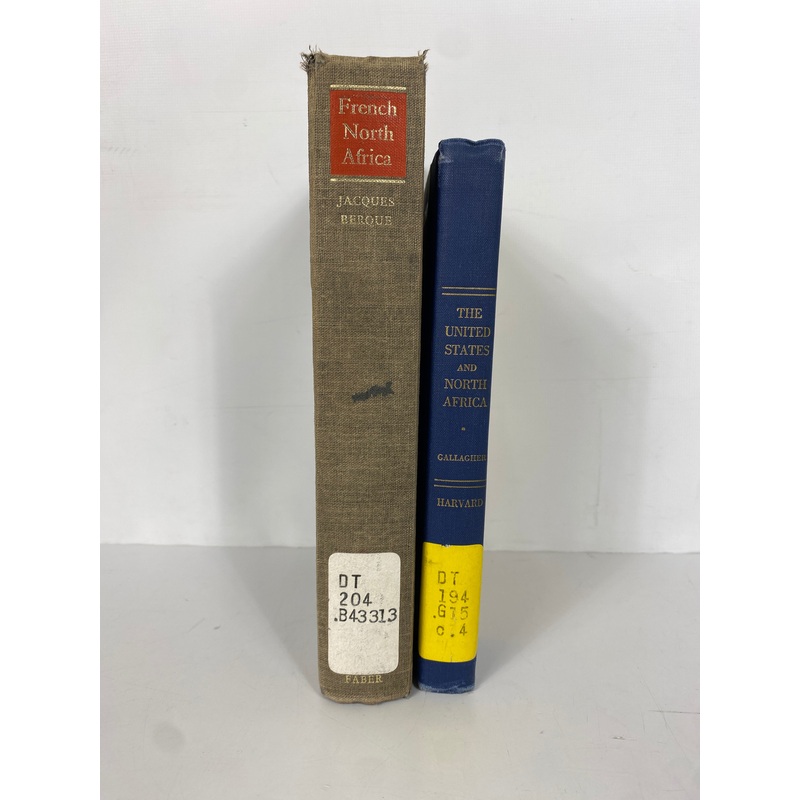 French
North
Africa
JACQUES
BERQUE
DT
204
.B43313
FABER
THE
UNITED
STATES
AND
NORTH
AFRICA
GALLAGHER
HARVARD
DT
194
.G75
c.4